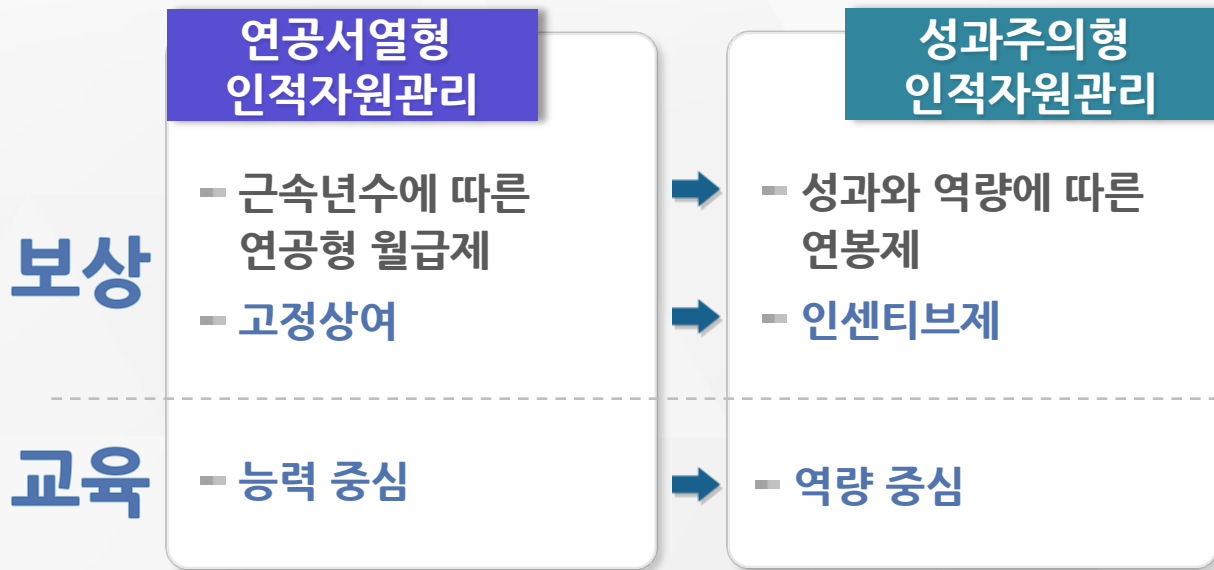 연공서열형
인적자원관리
성과주의형
인적자원관리
보상
근속년수에 따른
연공형 월급제
성과와 역량에 따른
연봉제
고정상여
인센티브제
교육
능력 중심
역량 중심